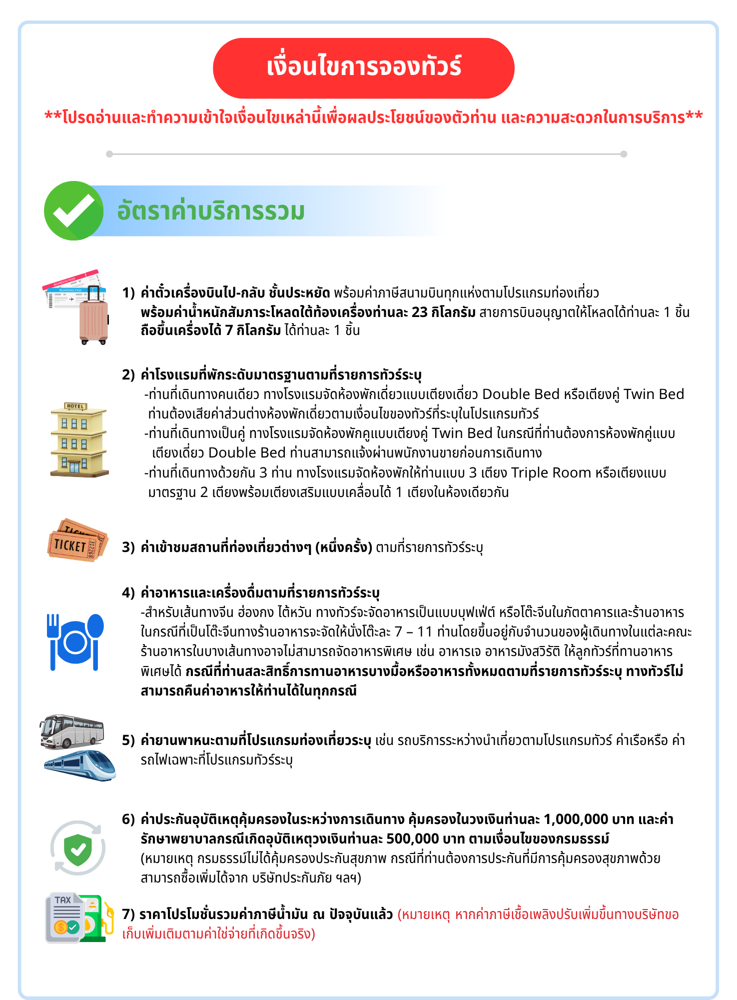 เงื่อนไขการจองทัวร์
**โปรดอ่านและทำความเข้าใจเงื่อนไขเหล่านี้เพื่อผลประโยชน์ของตัวท่าน และความสะดวกในการบริการ**
อัตราค่าบริการรวม
BOARDING PASS
BOARDING PASS
1) ค่าตั๋วเครื่องบินไป-กลับ ชั้นประหยัด พร้อมค่าภาษีสนามบินทุกแห่งตามโปรแกรมท่องเที่ยว
พร้อมค่าน้ำหนักสัมภาระโหลดใต้ท้องเครื่องท่านละ 23 กิโลกรัม สายการบินอนุญาตให้โหลดได้ท่านละ 1 ชิ้น
ถือขึ้นเครื่องได้ 7 กิโลกรัม ได้ท่านละ 1 ชิ้น
2) ค่าโรงแรมที่พักระดับมาตรฐานตามที่รายการทัวร์ระบุ
-ท่านที่เดินทางคนเดียว ทางโรงแรมจัดห้องพักเดี่ยวแบบเตียงเดี่ยว Double Bed หรือเตียงคู่ Twin Bed
ท่านต้องเสียค่าส่วนต่างห้องพักเดี่ยวตามเงื่อนไขของทัวร์ที่ระบุในโปรแกรมทัวร์
-ท่านที่เดินทางเป็นคู่ ทางโรงแรมจัดห้องพักคูแบบเตียงคู่ Twin Bed ในกรณีที่ท่านต้องการห้องพักคู่แบบ
เตียงเดี่ยว Double Bed ท่านสามารถแจ้งผ่านพนักงานขายก่อนการเดินทาง
-ท่านที่เดินทางด้วยกัน 3 ท่าน ทางโรงแรมจัดห้องพักให้ท่านแบบ 3 เตียง Triple Room หรือเตียงแบบ
มาตรฐาน 2 เตียงพร้อมเตียงเสริมแบบเคลื่อนได้ 1 เตียงในห้องเดียวกัน
HOTEL
TICKET
312268
3) ค่าเข้าชมสถานที่ท่องเที่ยวต่างๆ (หนึ่งครั้ง) ตามที่รายการทัวร์ระบุ
4) ค่าอาหารและเครื่องดื่มตามที่รายการทัวร์ระบุ
-สำหรับเส้นทางจีน ฮ่องกง ไต้หวัน ทางทัวร์จะจัดอาหารเป็นแบบบุฟเฟ่ต์ หรือโต๊ะจีนในภัตตาคารและร้านอาหาร
ในกรณีที่เป็นโต๊ะจีนทางร้านอาหารจะจัดให้นั่งโต๊ะละ 7 – 11 ท่านโดยขึ้นอยู่กับจำนวนของผู้เดินทางในแต่ละคณะ
ร้านอาหารในบางเส้นทางอาจไม่สามารถจัดอาหารพิเศษ เช่น อาหารเจ อาหารมังสวิรัติ ให้ลูกทัวร์ที่ทานอาหาร
พิเศษได้ กรณีที่ท่านสละสิทธิ์การทานอาหารบางมื้อหรืออาหารทั้งหมดตามที่รายการทัวร์ระบุ ทางทัวร์ไม่
สามารถคืนค่าอาหารให้ท่านได้ในทุกกรณี
5) ค่ายานพาหนะตามที่โปรแกรมท่องเที่ยวระบุ เช่น รถบริการระหว่างนำเที่ยวตามโปรแกรมทัวร์ ค่าเรือหรือ ค่า
รถไฟเฉพาะที่โปรแกรมทัวร์ระบุ
6) ค่าประกันอุบัติเหตุคุ้มครองในระหว่างการเดินทาง คุ้มครองในวงเงินท่านละ 1,000,000 บาท และค่า
รักษาพยาบาลกรณีเกิดอุบัติเหตุวงเงินท่านละ 500,000 บาท ตามเงื่อนไขของกรมธรรม์
(หมายเหตุ กรมธรรม์ไม่ได้คุ้มครองประกันสุขภาพ กรณีที่ท่านต้องการประกันที่มีการคุ้มครองสุขภาพด้วย
สามารถซื้อเพิ่มได้จาก บริษัทประกันภัย ฯลฯ)
TAX
7) ราคาโปรโมชั่นรวมค่าภาษีน้ำมัน ณ ปัจจุบันแล้ว (หมายเหตุ หากค่าภาษีเชื้อเพลิงปรับเพิ่มขึ้นทางบริษัทขอ
เก็บเพิ่มเติมตามค่าใช่จ่ายที่เกิดขึ้นจริง)